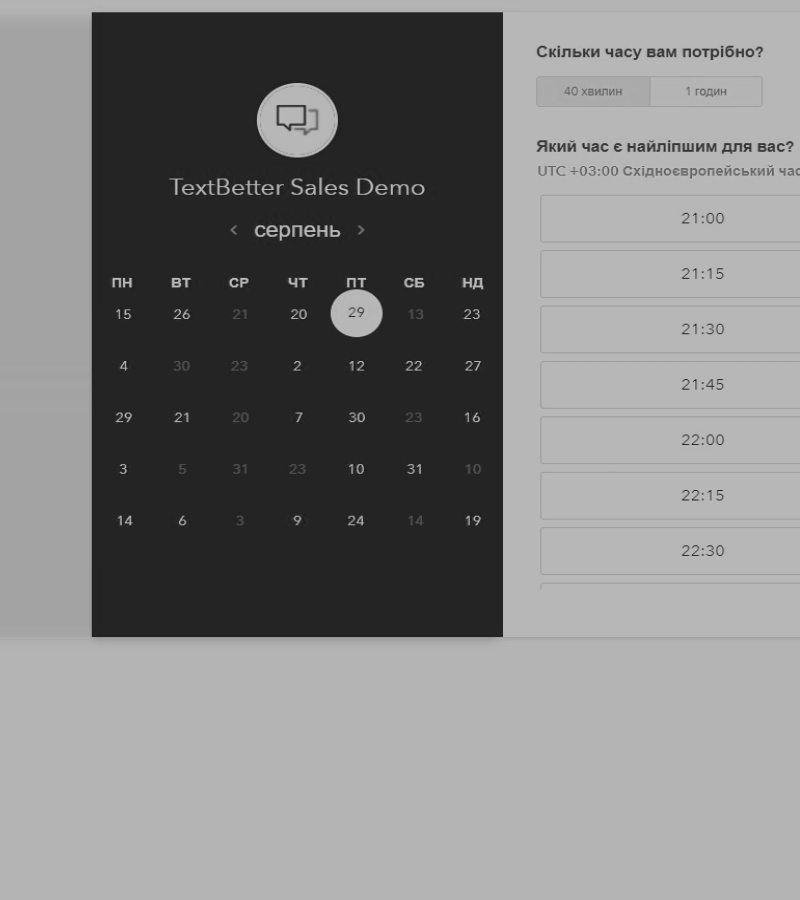 TextBetter Sales Demo
< серпень >
ПН ВТ СР ЧТ ПТ СБ НД
15 26 21 20 29 13 23
4 30 23 2 12 22 27
29 21 20 7 30 23 16
3 5 31 23 10 31 10
14 6 3 9 24 14 19
Скільки часу вам потрібно?
40 хвилин 1 годин
Який час є найліпшим для вас?
UTC +03:00 Східноєвропейський час
21:00
21:15
21:30
21:45
22:00
22:15
22:30